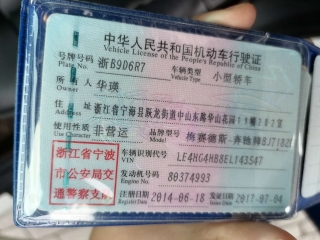 中华人民共和国机动车行驶证
Vehicle License of the People's Republic of China
号牌号码 浙B9D6R7 车辆类型 小型轿车
Plate No. Vehicle Type
所有人 华瑛
Owner
住址 浙江省宁海县跃龙街道中山东路华山花园
Address
使用性质 非营运 品牌型号 梅赛德斯-奔驰牌BJ7182
Use Character Model
浙江省宁波
市公安局交
通警察支队
车辆识别代号 LE4HG4HB8EL143547
VIN
发动机号码 80374993
Engine No.
注册日期 2014-06-18 发证日期 2017-07-04
Register Date Issue Date